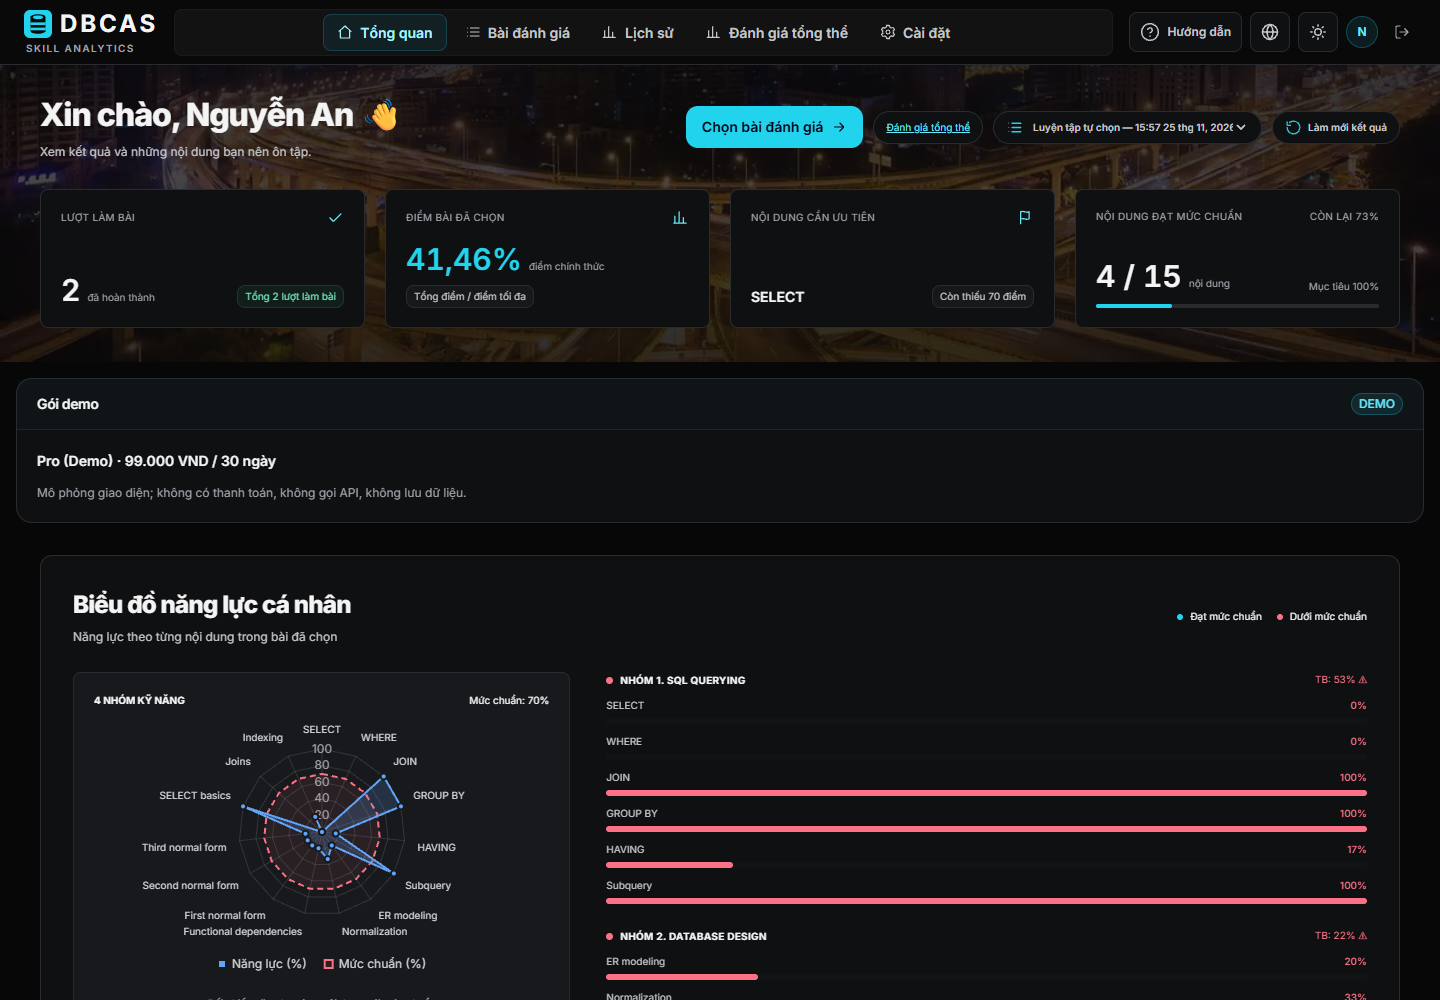 DBCAS
SKILL ANALYTICS
Tổng quan
Bài đánh giá
Lịch sử
Đánh giá tổng thể
Cài đặt
Hướng dẫn
N
Xin chào, Nguyễn An 👋
Xem kết quả và những nội dung bạn nên ôn tập.
Chọn bài đánh giá →
Đánh giá tổng thể
Luyện tập tự chọn — 15:57 25 thg 11, 2026
Làm mới kết quả
LƯỢT LÀM BÀI
2 đã hoàn thành
Tổng 2 lượt làm bài
ĐIỂM BÀI ĐÃ CHỌN
41,46% điểm chính thức
Tổng điểm / điểm tối đa
NỘI DUNG CẦN ƯU TIÊN
SELECT
Còn thiếu 70 điểm
NỘI DUNG ĐẠT MỨC CHUẨN
CÒN LẠI 73%
4 / 15 nội dung
Mục tiêu 100%
Gói demo
DEMO
Pro (Demo) · 99.000 VND / 30 ngày
Mô phỏng giao diện; không có thanh toán, không gọi API, không lưu dữ liệu.
Biểu đồ năng lực cá nhân
Năng lực theo từng nội dung trong bài đã chọn
Đạt mức chuẩn
Dưới mức chuẩn
4 NHÓM KỸ NĂNG
Mức chuẩn: 70%
SELECT
Indexing
WHERE
100
Joins
JOIN
80
60
SELECT basics
GROUP BY
40
20
Third normal form
HAVING
Second normal form
Subquery
First normal form
ER modeling
Functional dependencies
Normalization
Năng lực (%)
Mức chuẩn (%)
NHÓM 1. SQL QUERYING
TB: 53% ⚠
SELECT
0%
WHERE
0%
JOIN
100%
GROUP BY
100%
HAVING
17%
Subquery
100%
NHÓM 2. DATABASE DESIGN
TB: 22% ⚠
ER modeling
20%
Normalization
33%